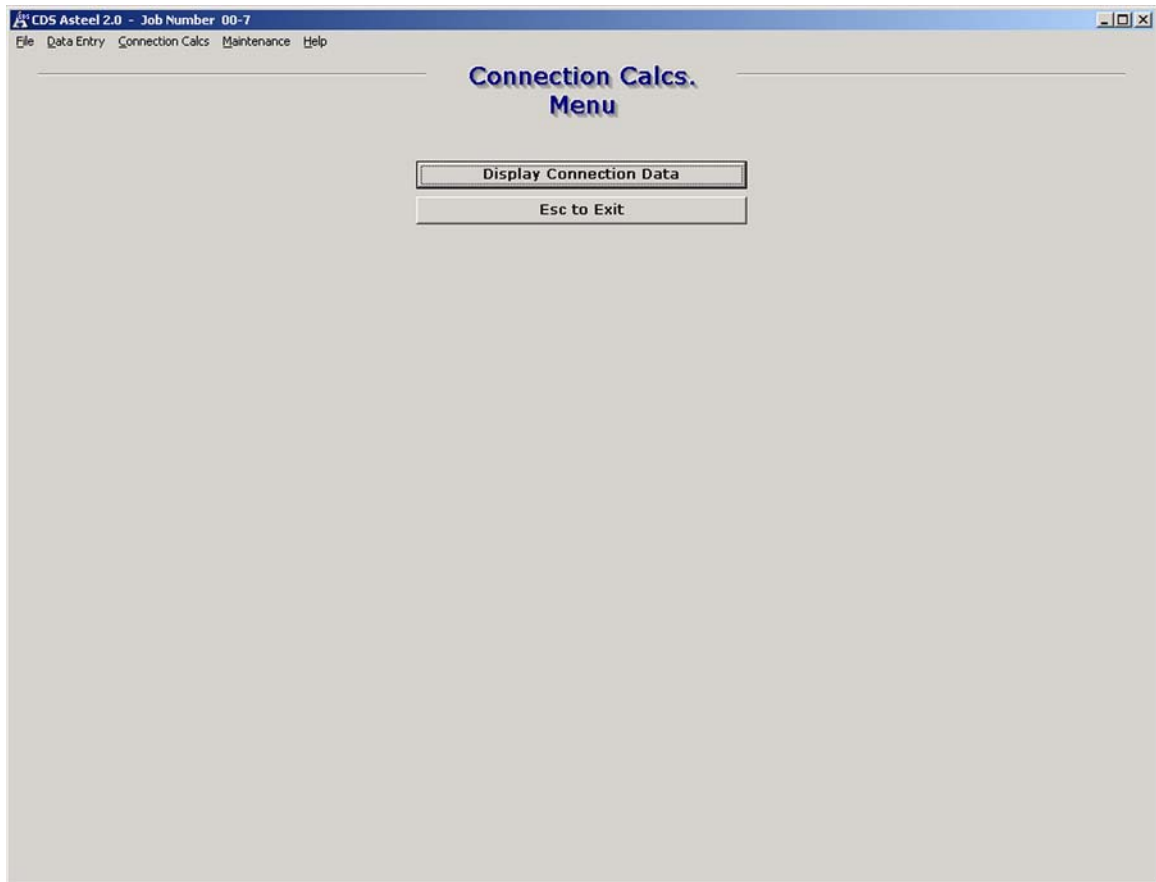 CDS Asteel 2.0 - Job Number 00-7
File Data Entry Connection Calcs Maintenance Help
Connection Calcs.
Menu
Display Connection Data
Esc to Exit